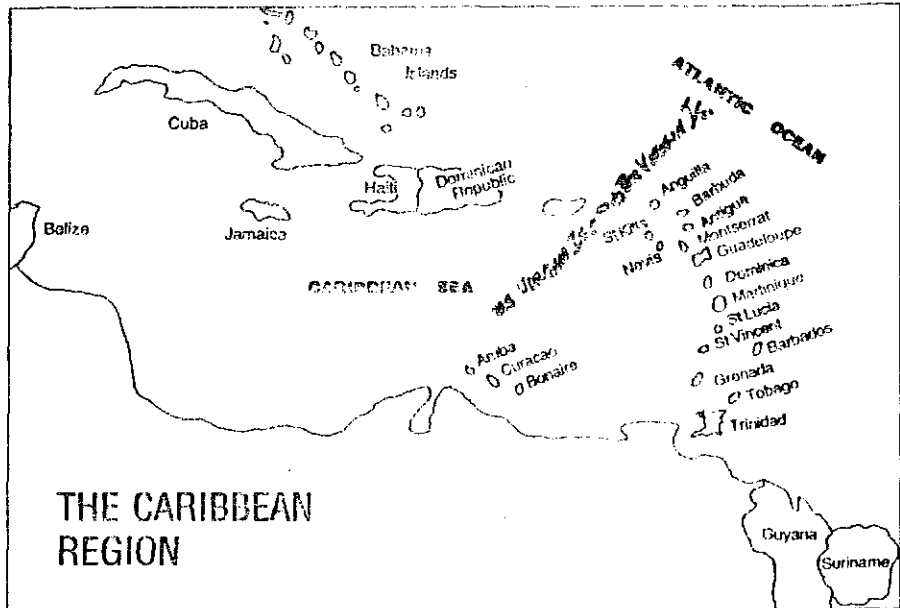 Bahama
Islands
ATLANTIC OCEAN
Cuba
Haiti
Dominican
Republic
Anguilla
Barbuda
Antigua
St Kitts
Montserrat
Nevis
Guadeloupe
Belize
Jamaica
CARIBBEAN SEA
Dominica
Martinique
St Lucia
St Vincent
Barbados
Aruba
Curacao
Bonaire
Grenada
Tobago
Trinidad
THE CARIBBEAN
REGION
Guyana
Suriname